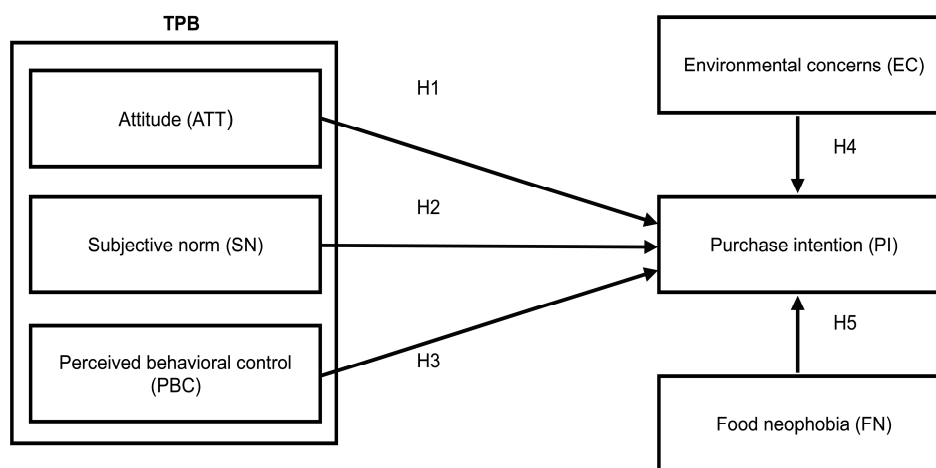 TPB
Attitude (ATT)
Subjective norm (SN)
Perceived behavioral control
(PBC)
H1
H2
H3
Environmental concerns (EC)
H4
Purchase intention (PI)
H5
Food neophobia (FN)